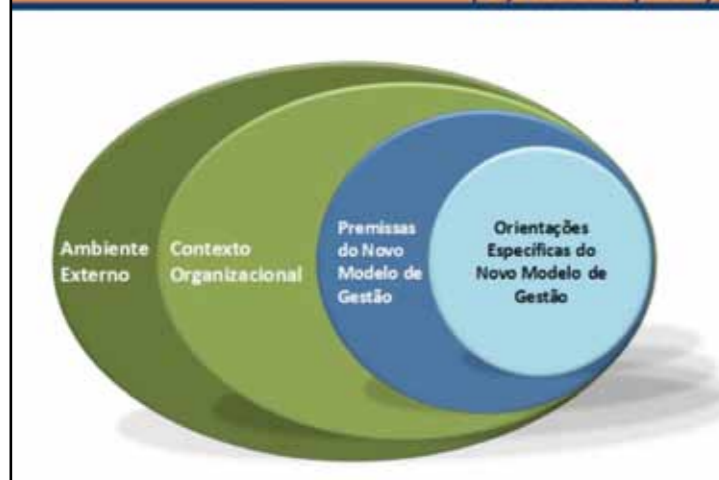 Ambiente
Externo
Contexto
Organizacional
Premissas
do Novo
Modelo de
Gestão
Orientações
Específicas do
Novo Modelo de
Gestão